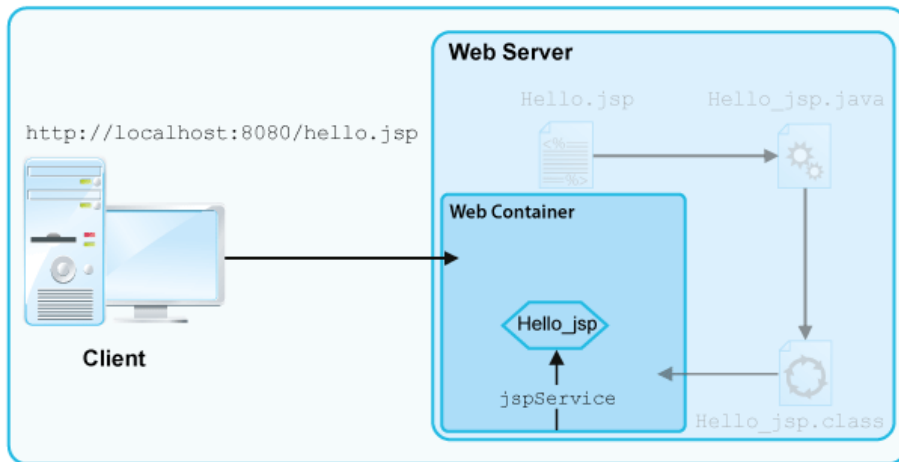 Web Server
Hello.jsp
Hello_jsp.java
http://localhost:8080/hello.jsp
<%
%>
Web Container
Hello_jsp
Client
jspService
Hello_jsp.class